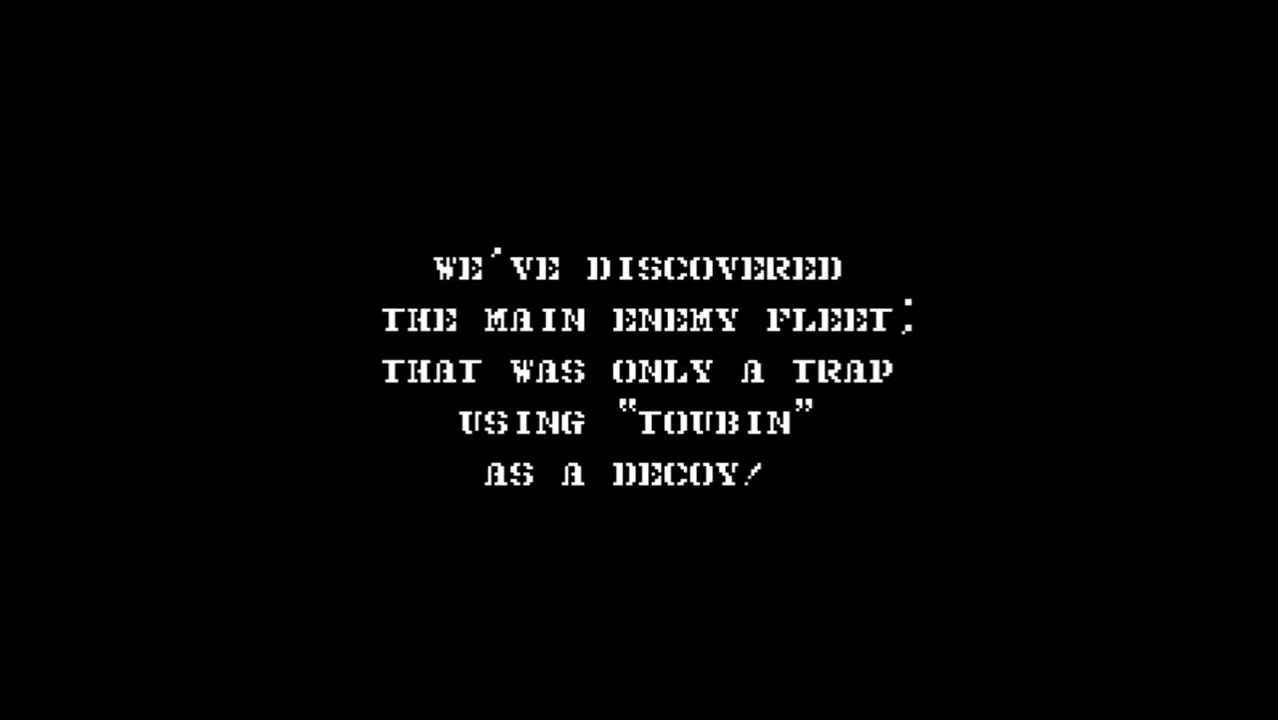 WE'VE DISCOVERED
THE MAIN ENEMY FLEET;
THAT WAS ONLY A TRAP
USING "TOUBIN"
AS A DECOY!